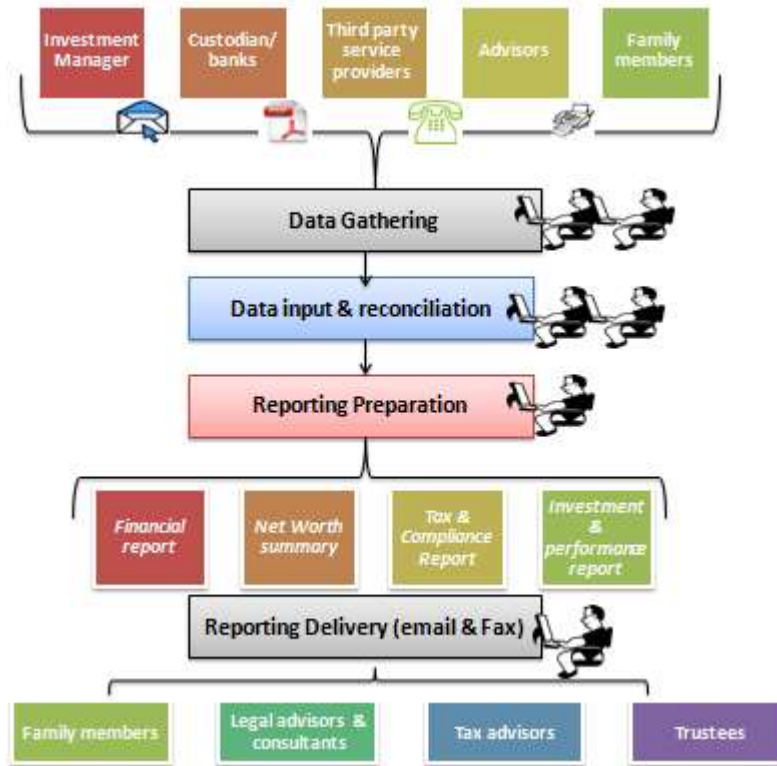 Investment
Manager
Custodian/
banks
Third party
service
providers
Advisors
Family
members
Data Gathering
Data input & reconciliation
Reporting Preparation
Financial
report
Net Worth
summary
Tax &
Compliance
Report
Investment
&
performance
report
Reporting Delivery (email & Fax)
Family members
Legal advisors &
consultants
Tax advisors
Trustees